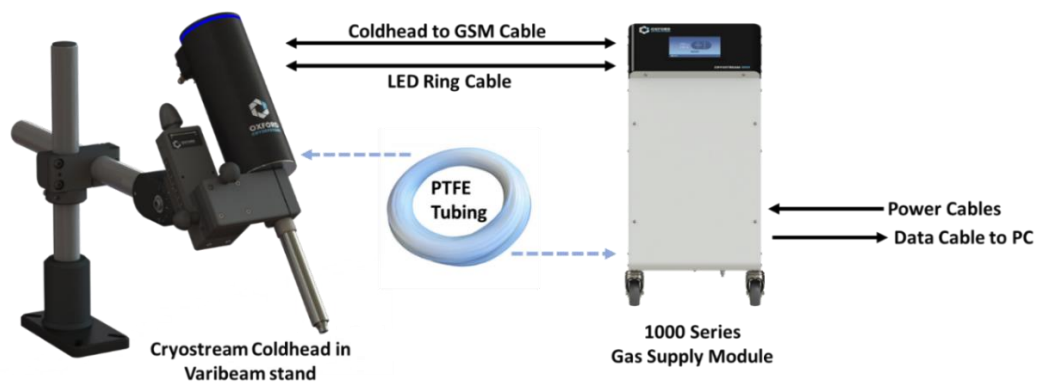 Coldhead to GSM Cable
LED Ring Cable
OXFORD
OXFORD
PTFE
Tubing
Power Cables
Data Cable to PC
Cryostream Coldhead in
Varibeam stand
1000 Series
Gas Supply Module